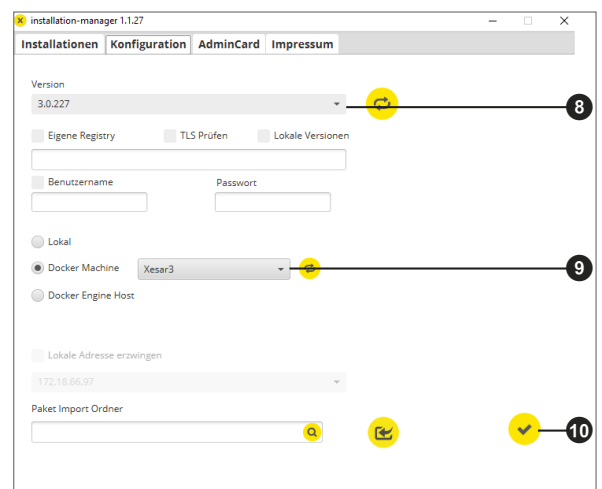 installation-manager 1.1.27
Installationen Konfiguration AdminCard Impressum
Version
3.0.227
8
Eigene Registry TLS Prüfen Lokale Versionen
Benutzername Passwort
Lokal
Docker Machine Xesar3
9
Docker Engine Host
Lokale Adresse erzwingen
172.18.66.97
Paket Import Ordner
10